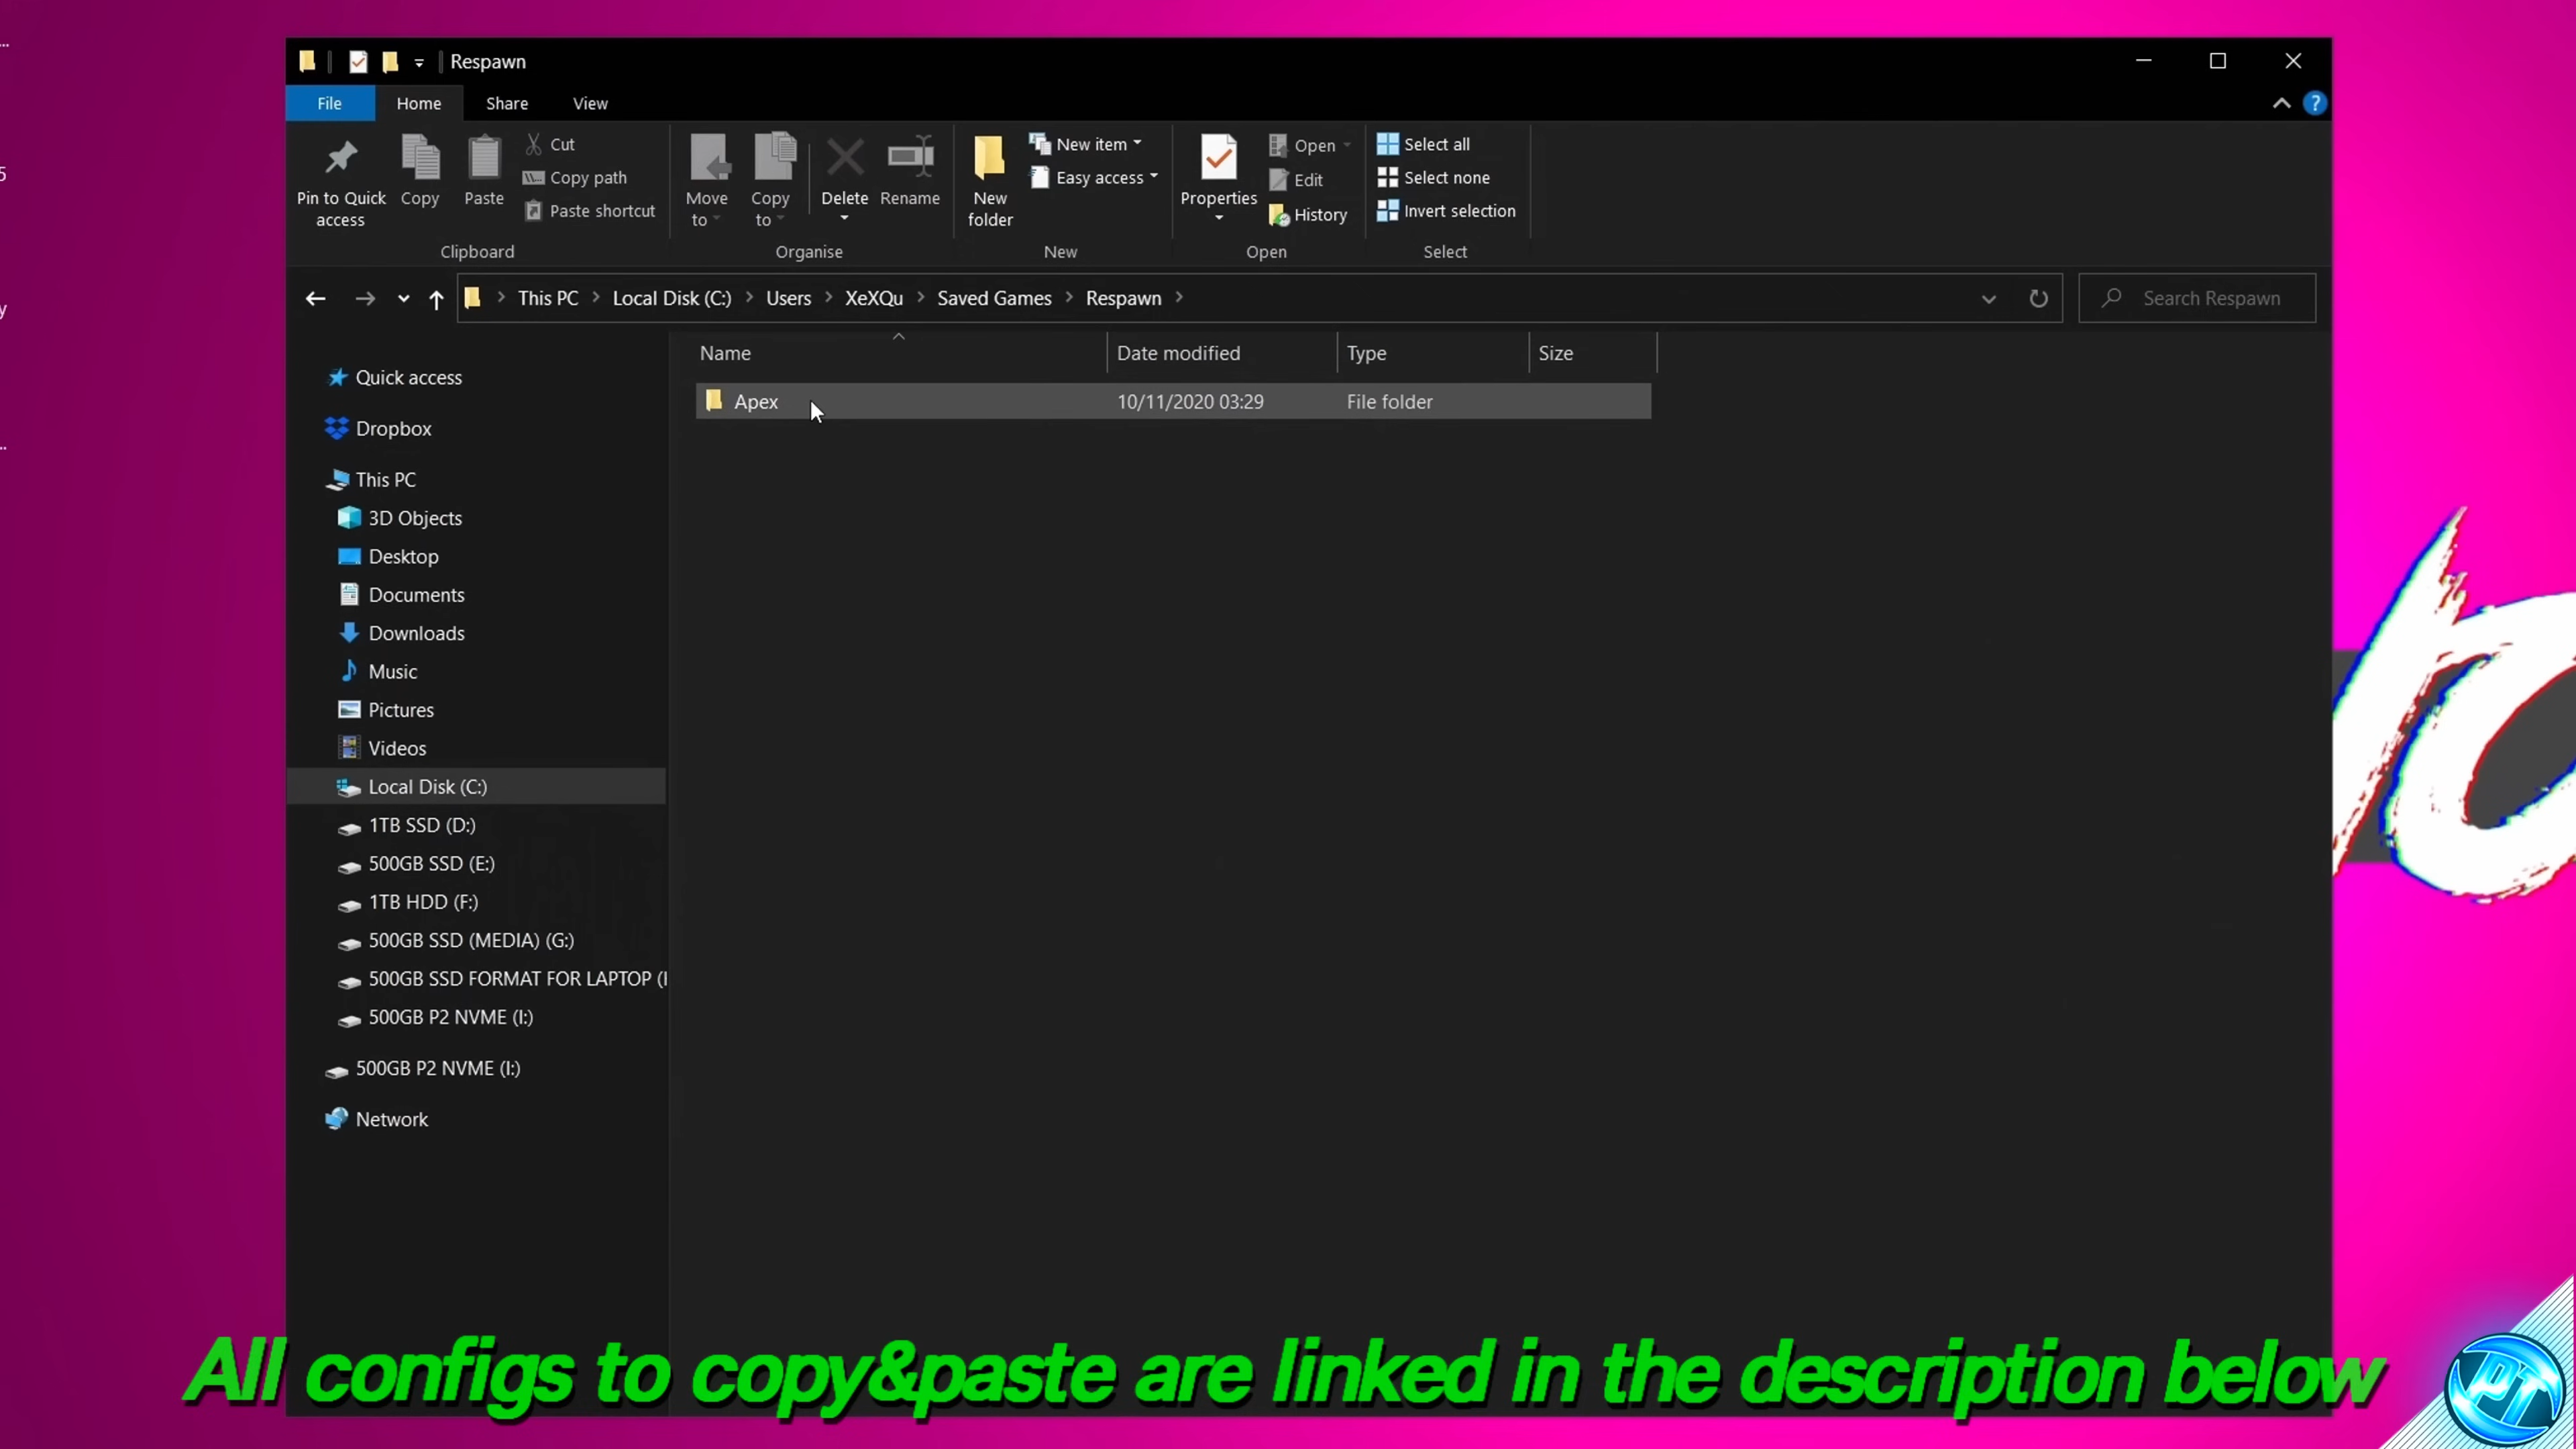 Respawn
File Home Share View
Pin to Quick access
Copy
Paste
Cut
Copy path
Paste shortcut
Clipboard
Move to
Copy to
Delete
Rename
Organise
New folder
New item
Easy access
New
Properties
Open
Edit
History
Open
Select all
Select none
Invert selection
Select
This PC > Local Disk (C:) > Users > XeXQu > Saved Games > Respawn >
Search Respawn
Name Date modified Type Size
Apex 10/11/2020 03:29 File folder
Quick access
Dropbox
This PC
3D Objects
Desktop
Documents
Downloads
Music
Pictures
Videos
Local Disk (C:)
1TB SSD (D:)
500GB SSD (E:)
1TB HDD (F:)
500GB SSD (MEDIA) (G:)
500GB SSD FORMAT FOR LAPTOP (
500GB P2 NVME (I:)
500GB P2 NVME (I:)
Network
All configs to copy&paste are linked in the description below
PT